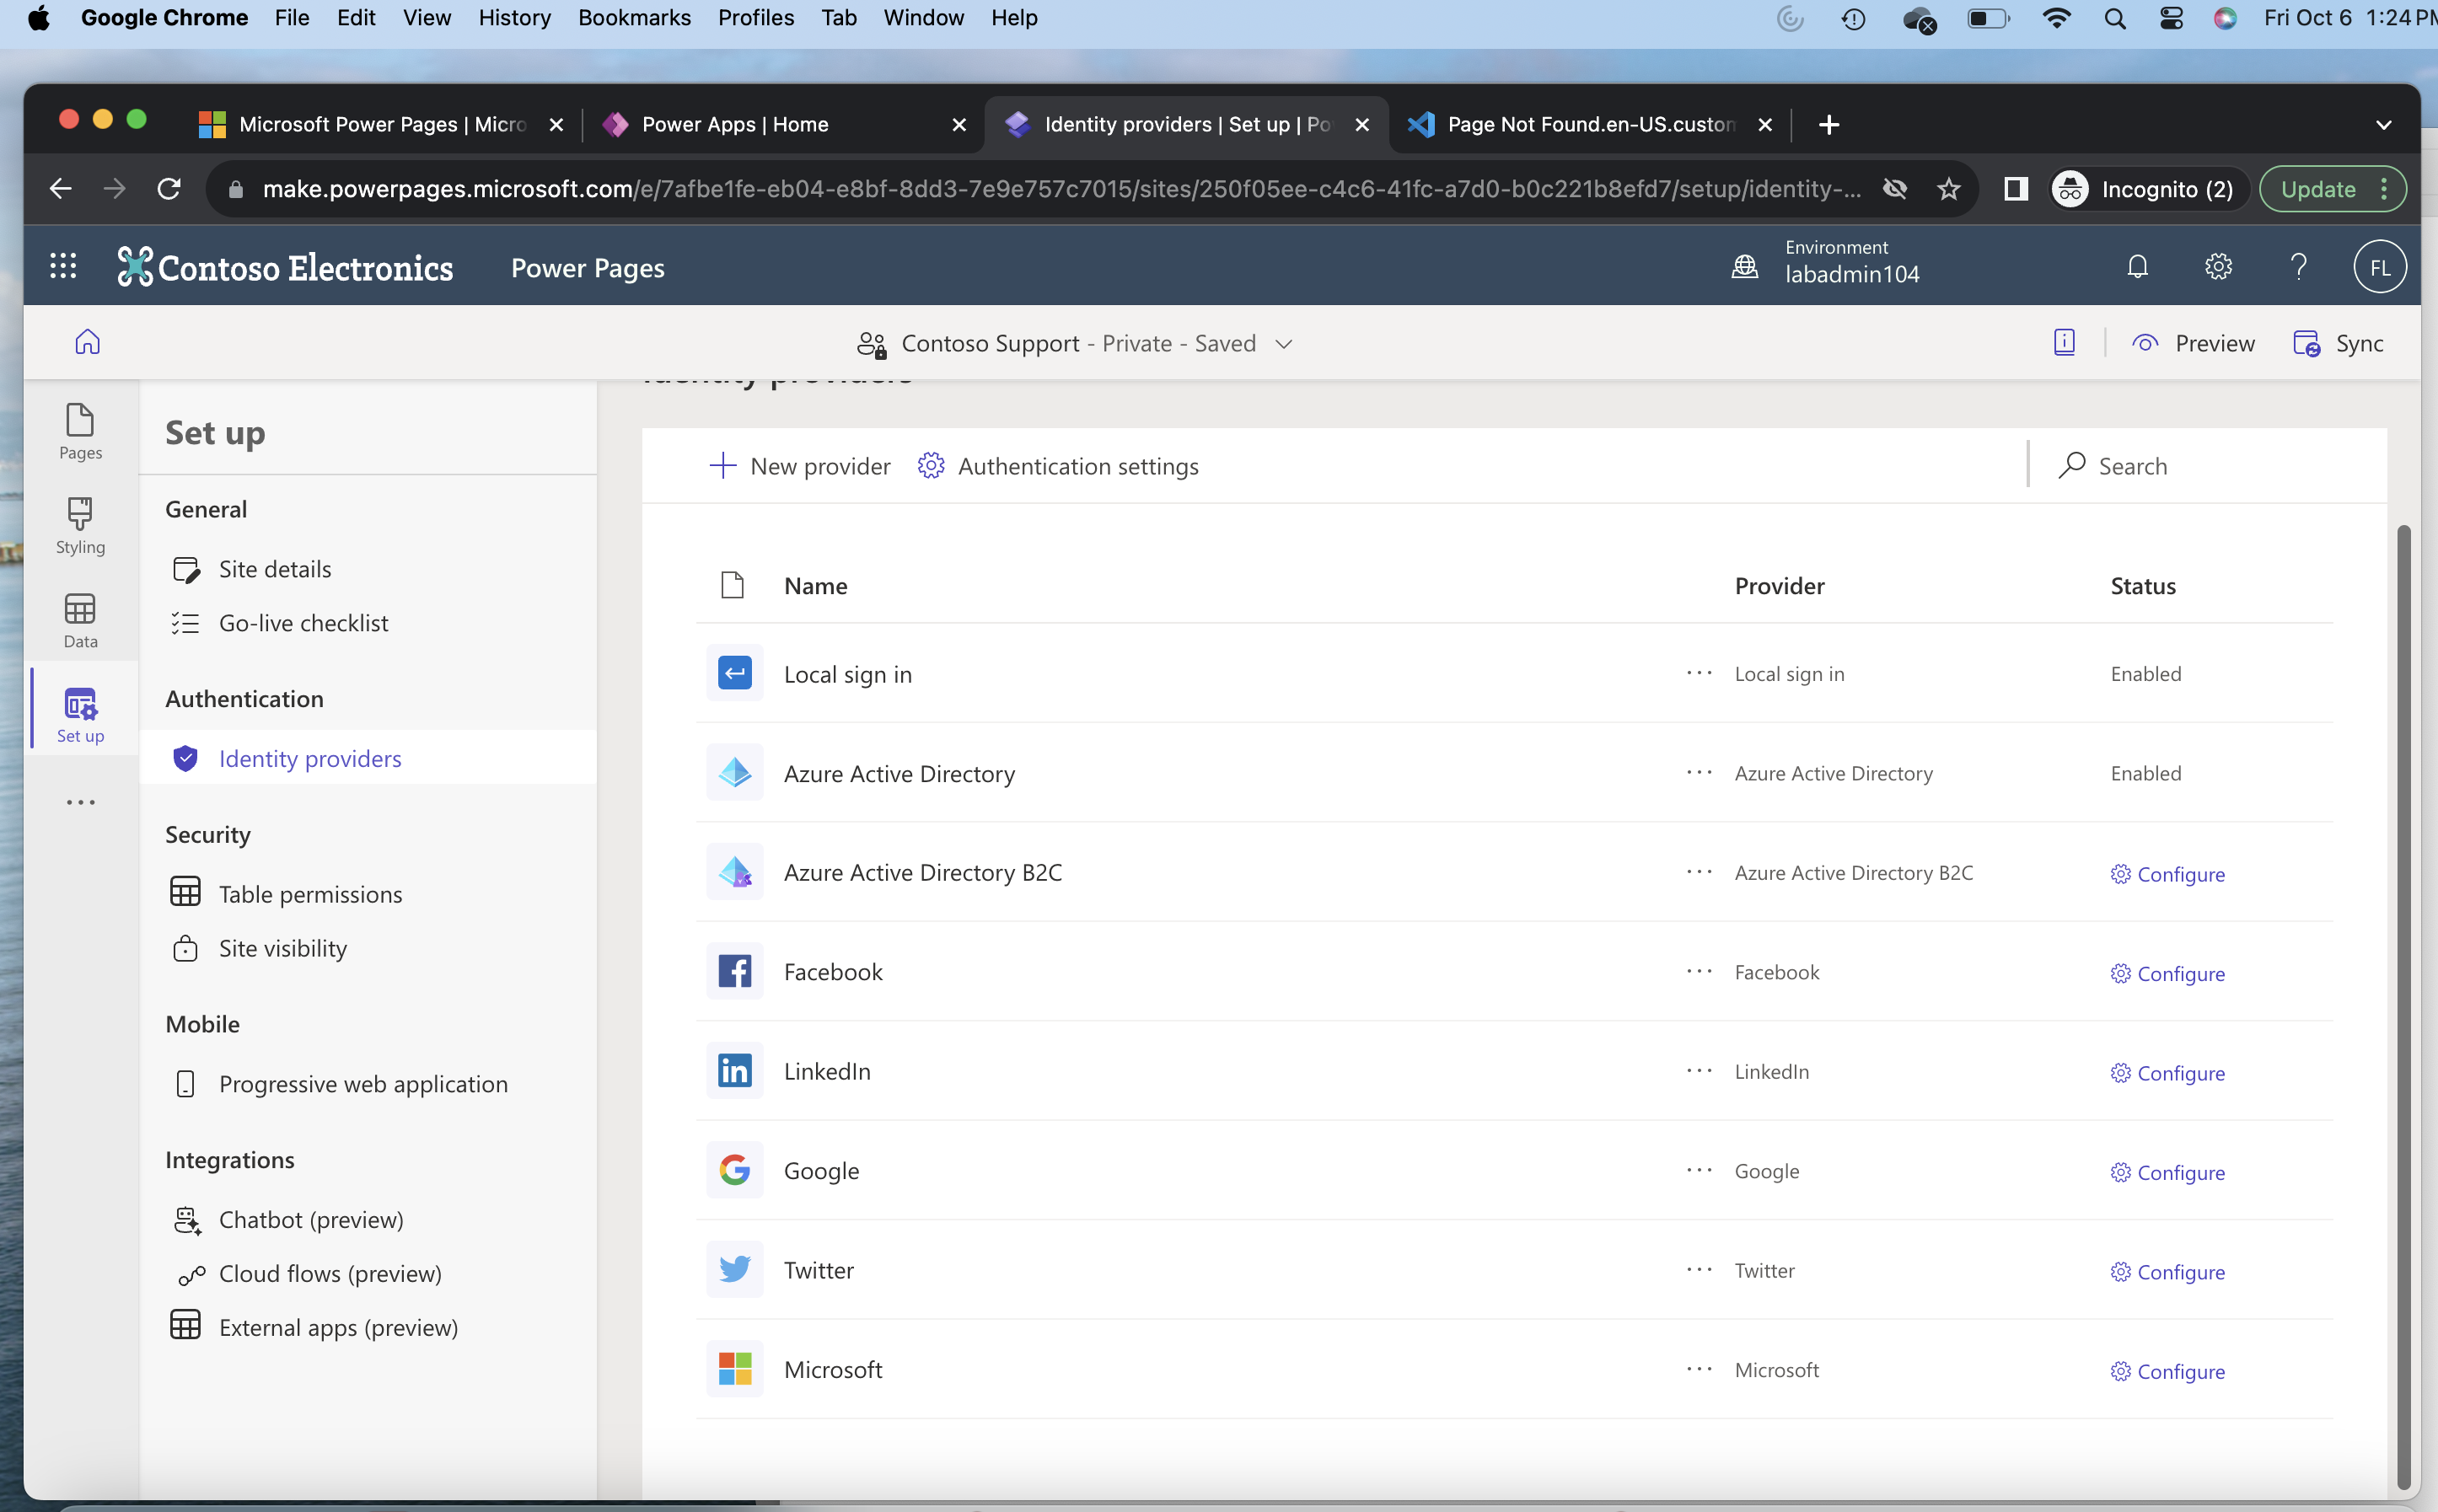 Google Chrome File Edit View History Bookmarks Profiles Tab Window Help Fri Oct 6 1:24PM
Microsoft Power Pages | Micro
Power Apps | Home
Identity providers | Set up | Po
Page Not Found.en-US.custom
make.powerpages.microsoft.com/e/7afbe1fe-eb04-e8bf-8dd3-7e9e757c7015/sites/250f05ee-c4c6-41fc-a7d0-b0c221b8efd7/setup/identity-...
Incognito (2)
Update
Contoso Electronics
Power Pages
Environment
labadmin104
FL
Contoso Support - Private - Saved
Preview
Sync
Pages
Styling
Data
Set up
Set up
General
Site details
Go-live checklist
Authentication
Identity providers
Security
Table permissions
Site visibility
Mobile
Progressive web application
Integrations
Chatbot (preview)
Cloud flows (preview)
External apps (preview)
Identity providers
New provider
Authentication settings
Search
Name Provider Status
Local sign in ... Local sign in Enabled
Azure Active Directory ... Azure Active Directory Enabled
Azure Active Directory B2C ... Azure Active Directory B2C Configure
Facebook ... Facebook Configure
LinkedIn ... LinkedIn Configure
Google ... Google Configure
Twitter ... Twitter Configure
Microsoft ... Microsoft Configure